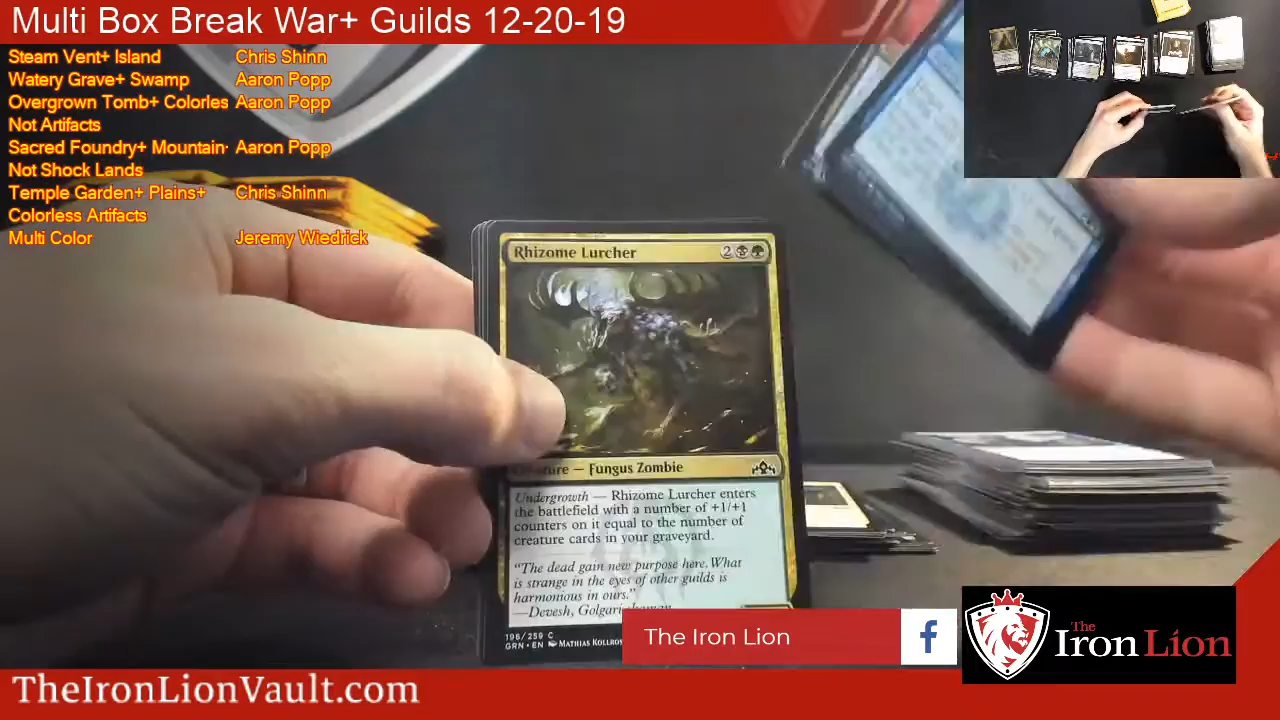 Multi Box Break War+ Guilds 12-20-19
Steam Vent+ Island Chris Shinn
Watery Grave+ Swamp Aaron Popp
Overgrown Tomb+ Colorles Aaron Popp
Not Artifacts
Sacred Foundry+ Mountain Aaron Popp
Not Shock Lands
Temple Garden+ Plains+ Chris Shinn
Colorless Artifacts
Multi Color Jeremy Wiedrick
Rhizome Lurcher 2
Creature — Fungus Zombie
Undergrowth — Rhizome Lurcher enters
the battlefield with a number of +1/+1
counters on it equal to the number of
creature cards in your graveyard.
"The dead gain new purpose here. What
is strange in the eyes of other guilds is
harmonious in ours."
—Devesh, Golgari shaman
196/259 C
GRN • EN Mathias Kollros
The Iron Lion
The
Iron Lion
TheIronLionVault.com